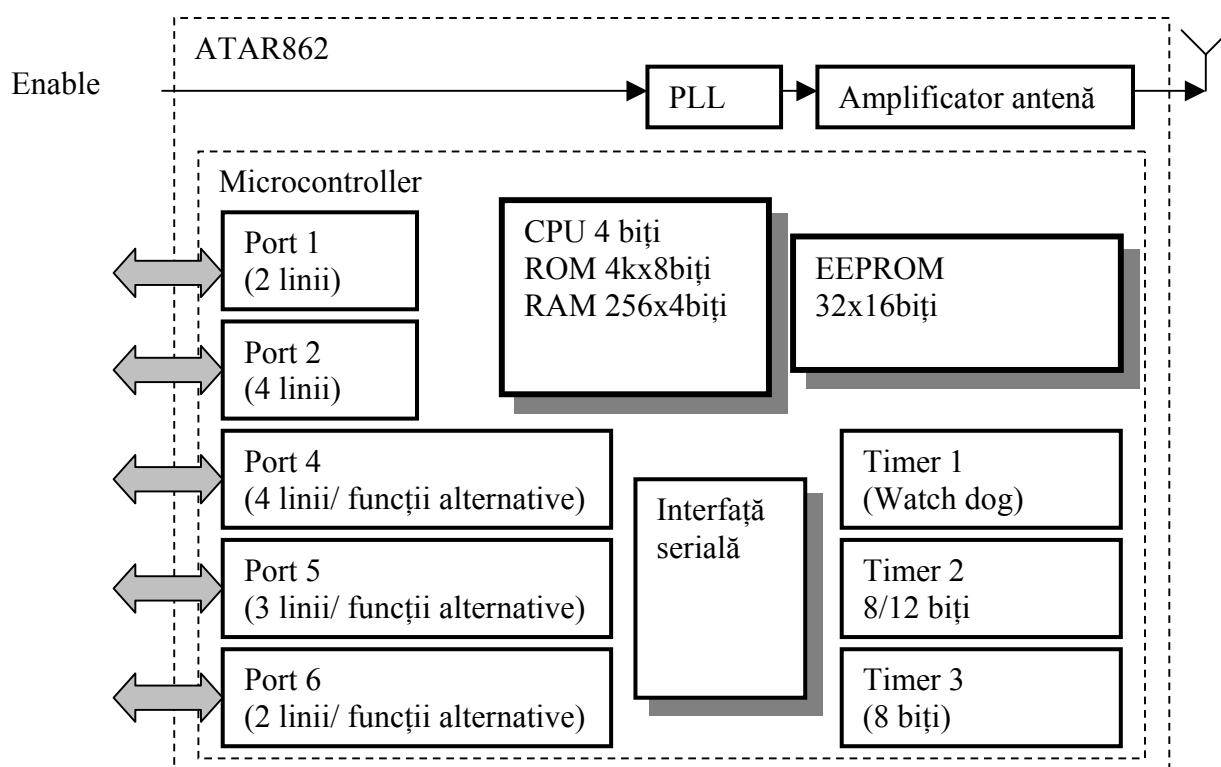 ATAR862
Enable
PLL
Amplificator antenă
Microcontroller
Port 1
(2 linii)
CPU 4 biți
ROM 4kx8biți
RAM 256x4biți
EEPROM
32x16biți
Port 2
(4 linii)
Port 4
(4 linii/ funcții alternative)
Interfață
serială
Timer 1
(Watch dog)
Port 5
(3 linii/ funcții alternative)
Timer 2
8/12 biți
Port 6
(2 linii/ funcții alternative)
Timer 3
(8 biți)